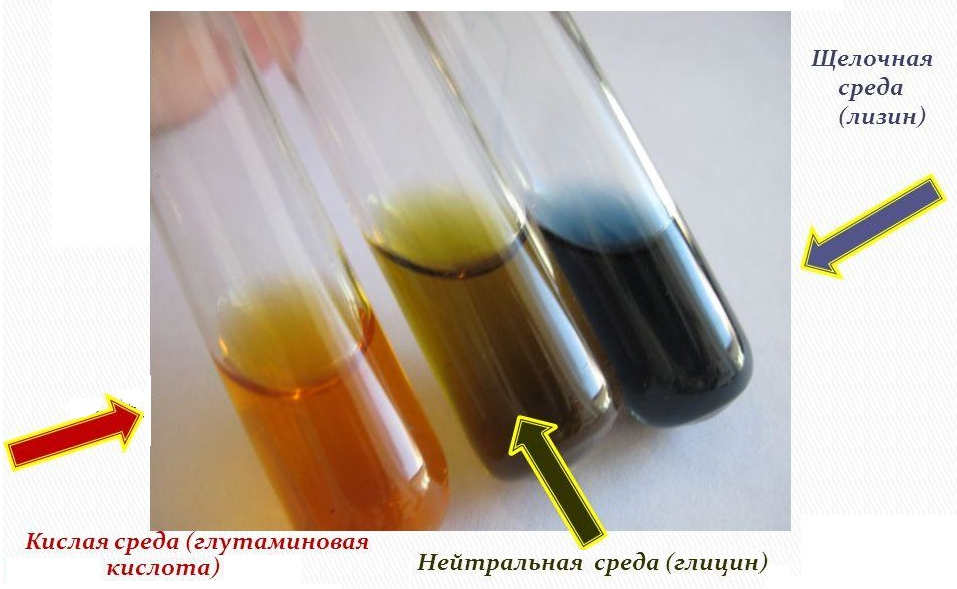 Щелочная
среда
(лизин)
Кислая среда (глутаминовая
кислота)
Нейтральная среда (глицин)